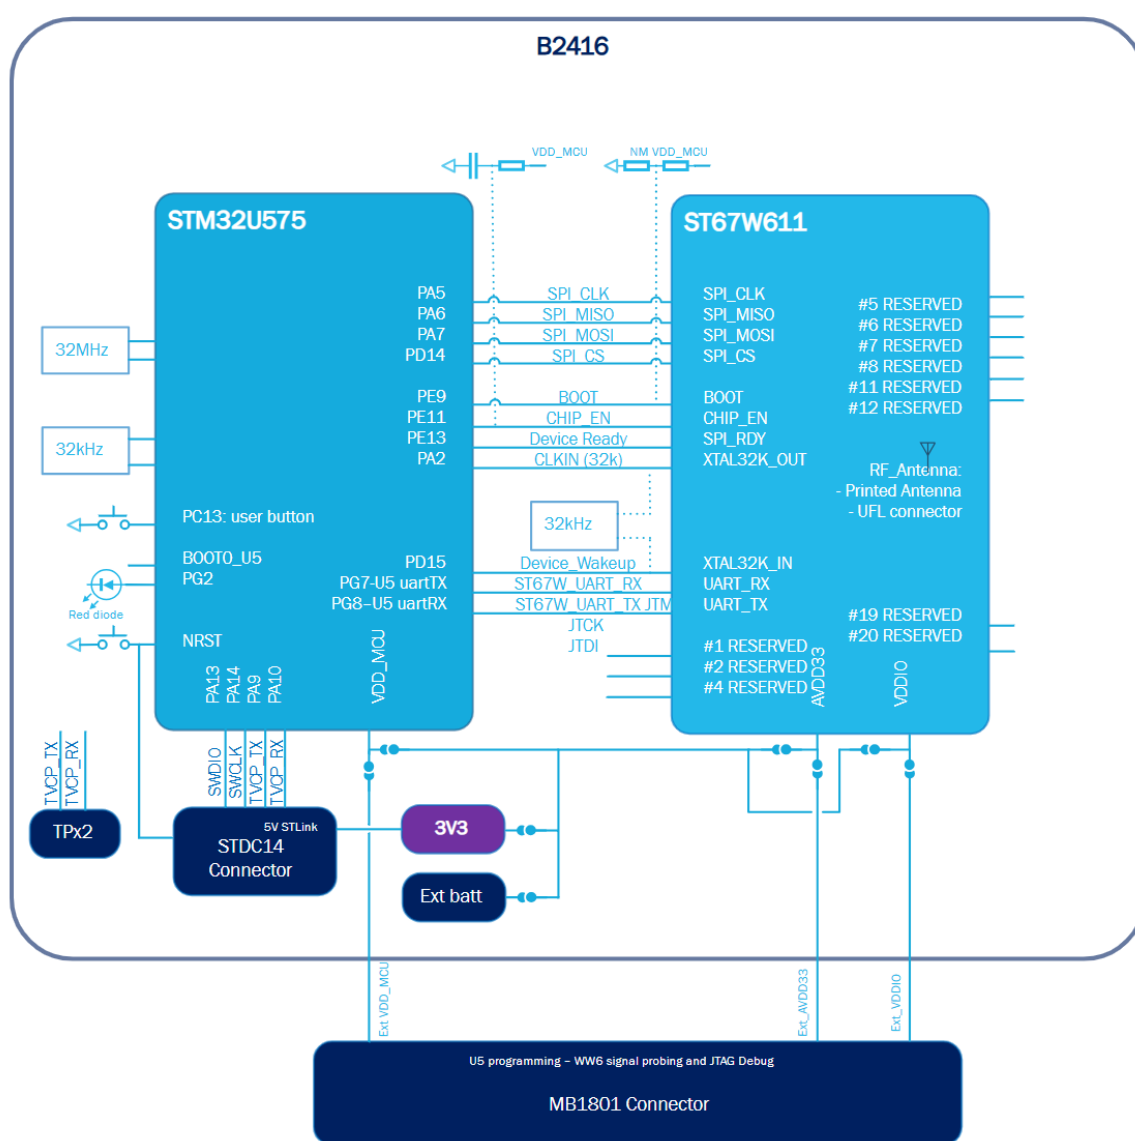 B2416
VDD_MCU
NM VDD_MCU
STM32U575
ST67W611
PA5
SPI_CLK
SPI_CLK
PA6
SPI_MISO
SPI_MISO
PA7
SPI_MOSI
SPI_MOSI
PD14
SPI_CS
SPI_CS
#5 RESERVED
#6 RESERVED
#7 RESERVED
#8 RESERVED
#11 RESERVED
#12 RESERVED
32MHz
PE9
BOOT
BOOT
PE11
CHIP_EN
CHIP_EN
PE13
Device Ready
SPI_RDY
PA2
CLKIN (32k)
XTAL32K_OUT
32kHz
RF_Antenna:
- Printed Antenna
- UFL connector
PC13: user button
32kHz
BOOT0_U5
PG2
Red diode
NRST
PD15
Device_Wakeup
XTAL32K_IN
PG7-U5 uartTX
ST67W_UART_RX
UART_RX
PG8–U5 uartRX
ST67W_UART_TX JTM
UART_TX
JTCK
JTDI
#19 RESERVED
#20 RESERVED
#1 RESERVED
#2 RESERVED
#4 RESERVED
AVDD33
VDDIO
PA13
PA14
PA9
PA10
VDD_MCU
TVCP_TX
TVCP_RX
SWDIO
SWCLK
TVCP_TX
TVCP_RX
TPx2
5V STLink
STDC14
Connector
3V3
Ext batt
Ext VDD_MCU
Ext_AVDD33
Ext_VDDIO
U5 programming – WW6 signal probing and JTAG Debug
MB1801 Connector